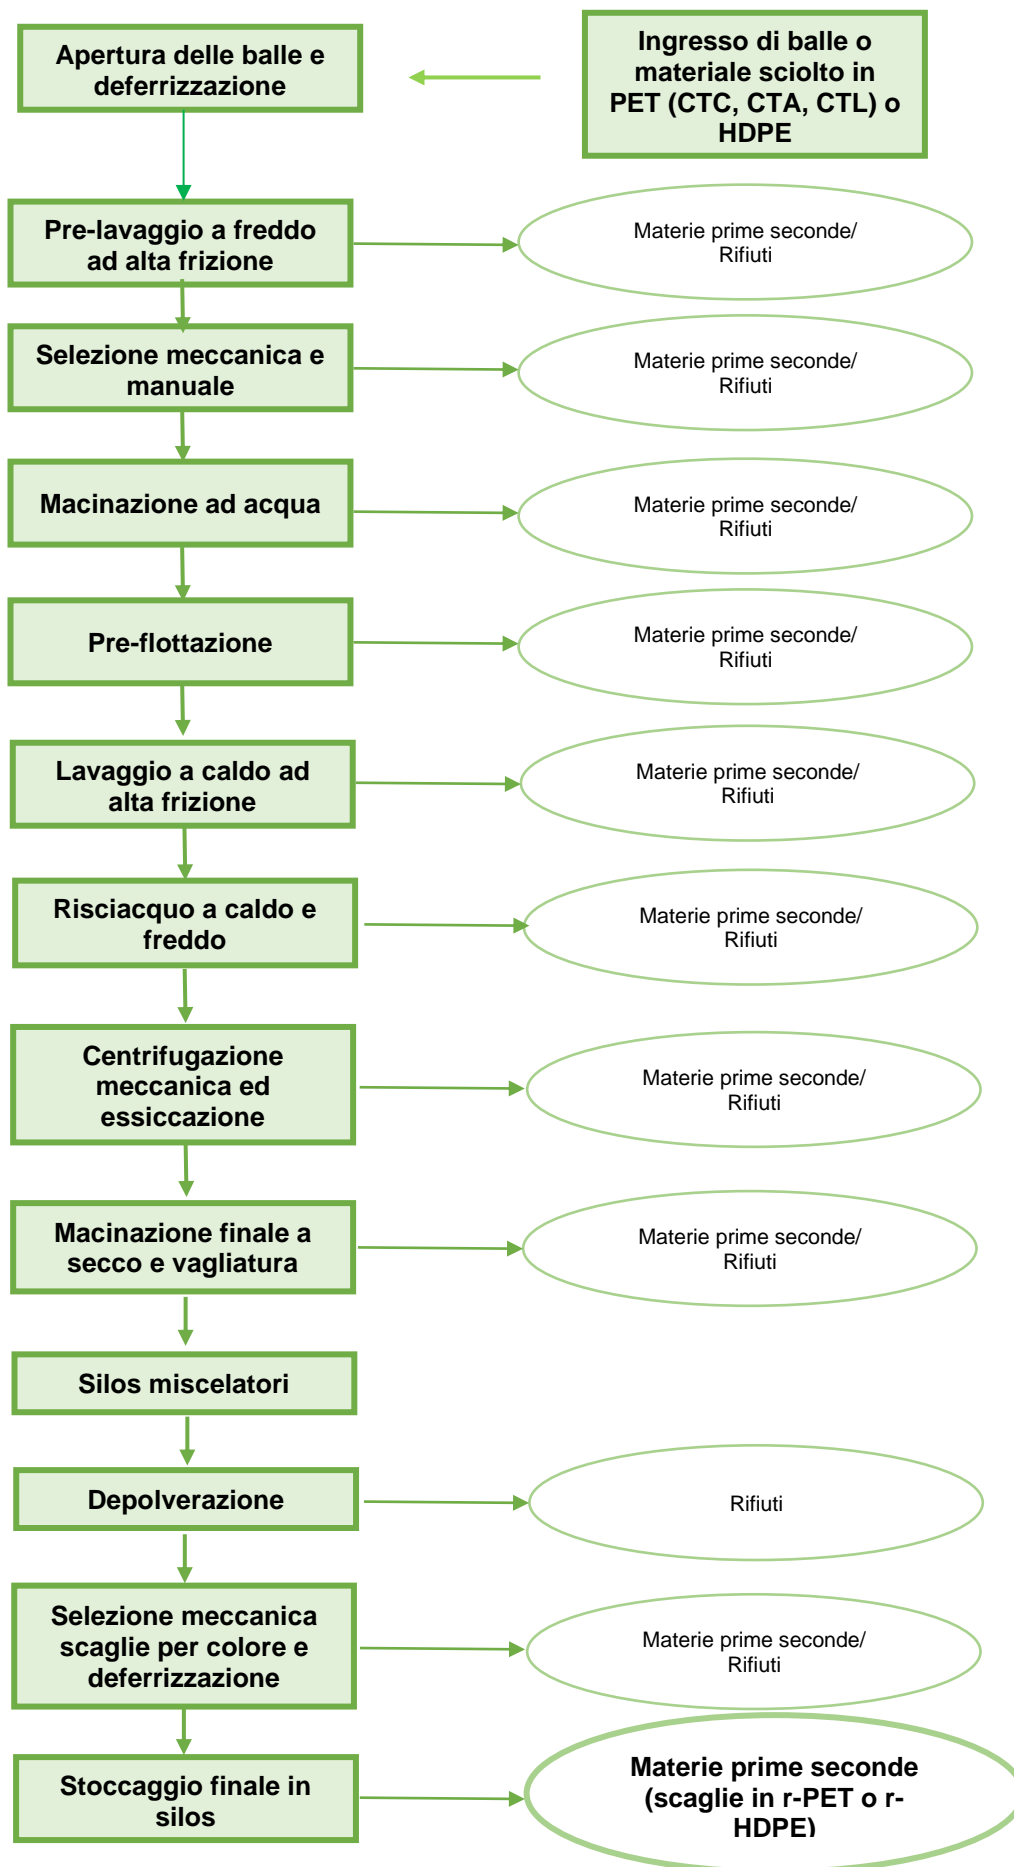 Apertura delle balle e
deferrizzazione
Ingresso di balle o
materiale sciolto in
PET (CTC, CTA, CTL) o
HDPE
Pre-lavaggio a freddo
ad alta frizione
Materie prime seconde/
Rifiuti
Selezione meccanica e
manuale
Materie prime seconde/
Rifiuti
Macinazione ad acqua
Materie prime seconde/
Rifiuti
Pre-flottazione
Materie prime seconde/
Rifiuti
Lavaggio a caldo ad
alta frizione
Materie prime seconde/
Rifiuti
Risciacquo a caldo e
freddo
Materie prime seconde/
Rifiuti
Centrifugazione
meccanica ed
essiccazione
Materie prime seconde/
Rifiuti
Macinazione finale a
secco e vagliatura
Materie prime seconde/
Rifiuti
Silos miscelatori
Depolverazione
Rifiuti
Selezione meccanica
scaglie per colore e
deferrizzazione
Materie prime seconde/
Rifiuti
Stoccaggio finale in
silos
Materie prime seconde
(scaglie in r-PET o r-
HDPE)